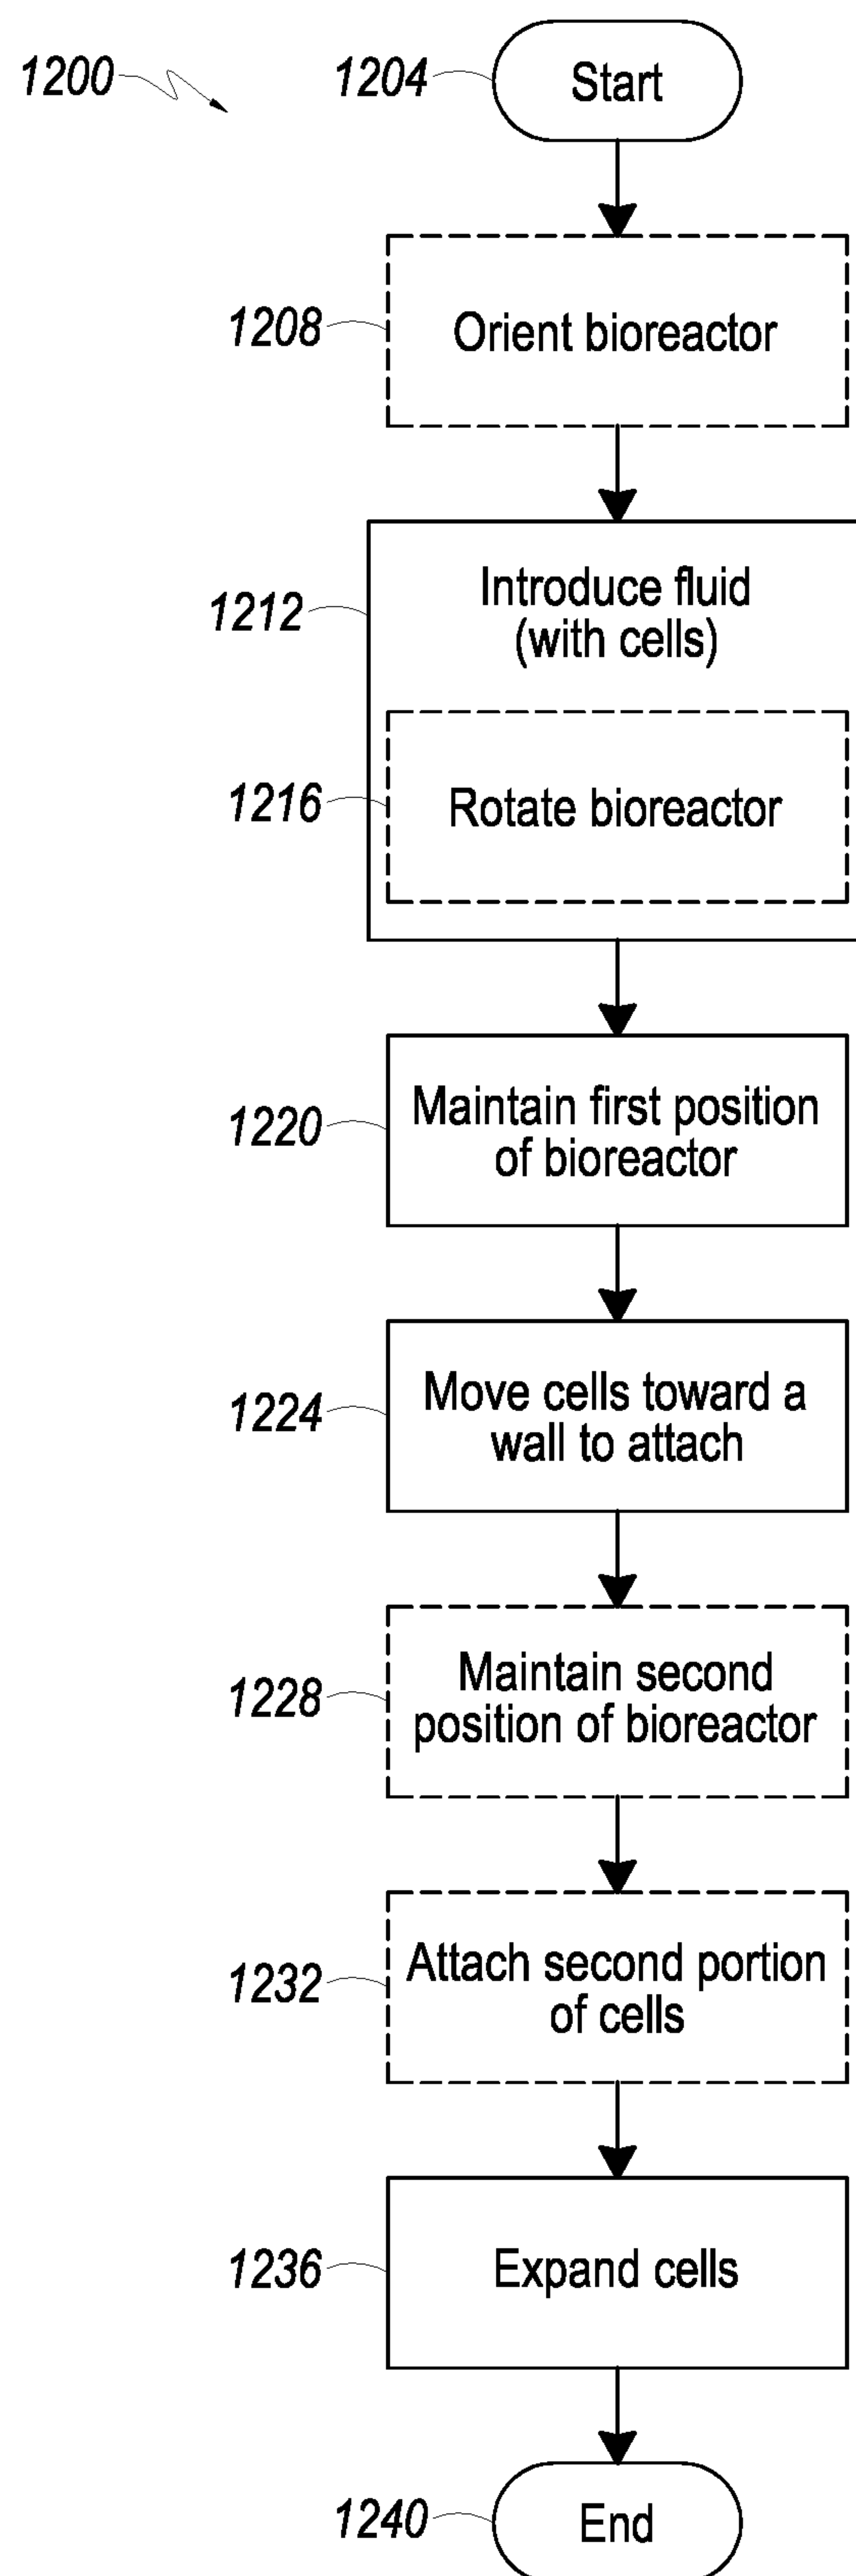 1200
1204
Start
1208
Orient bioreactor
1212
Introduce fluid
(with cells)
1216
Rotate bioreactor
1220
Maintain first position
of bioreactor
1224
Move cells toward a
wall to attach
1228
Maintain second
position of bioreactor
1232
Attach second portion
of cells
1236
Expand cells
1240
End